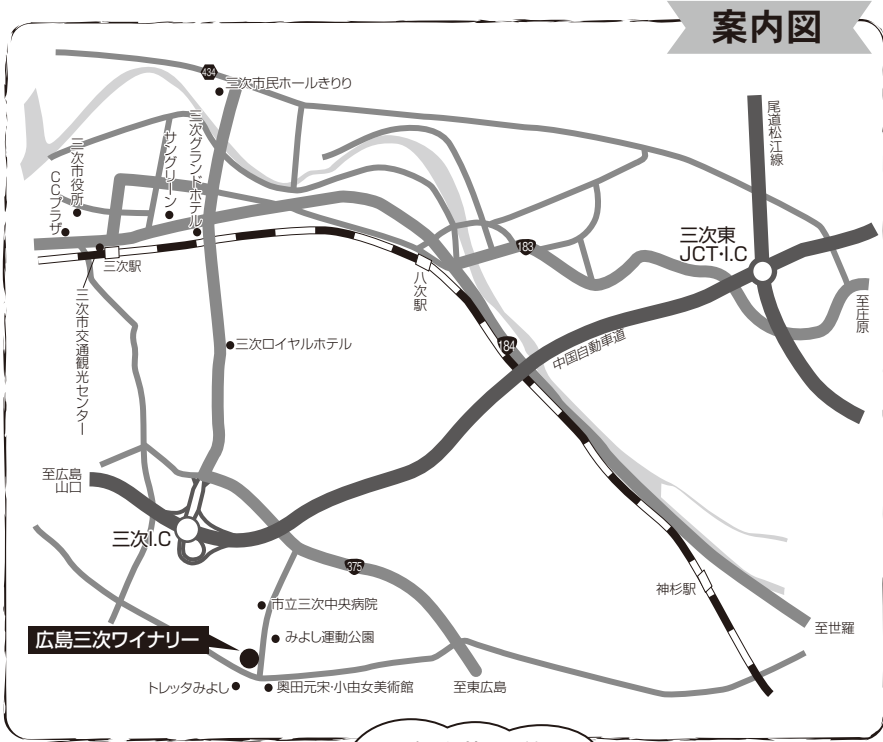 案内図
434
三次市民ホールきりり
尾道松江線
三次グランドホテル
サングリーン
三次市役所
CCプラザ
三次駅
三次市交通観光センター
八次駅
183
三次東
JCT・I.C
至庄原
184
中国自動車道
三次ロイヤルホテル
至広島
山口
三次I.C
375
神杉駅
至世羅
市立三次中央病院
みよし運動公園
広島三次ワイナリー
トレッタみよし
奥田元宋・小由女美術館
至東広島